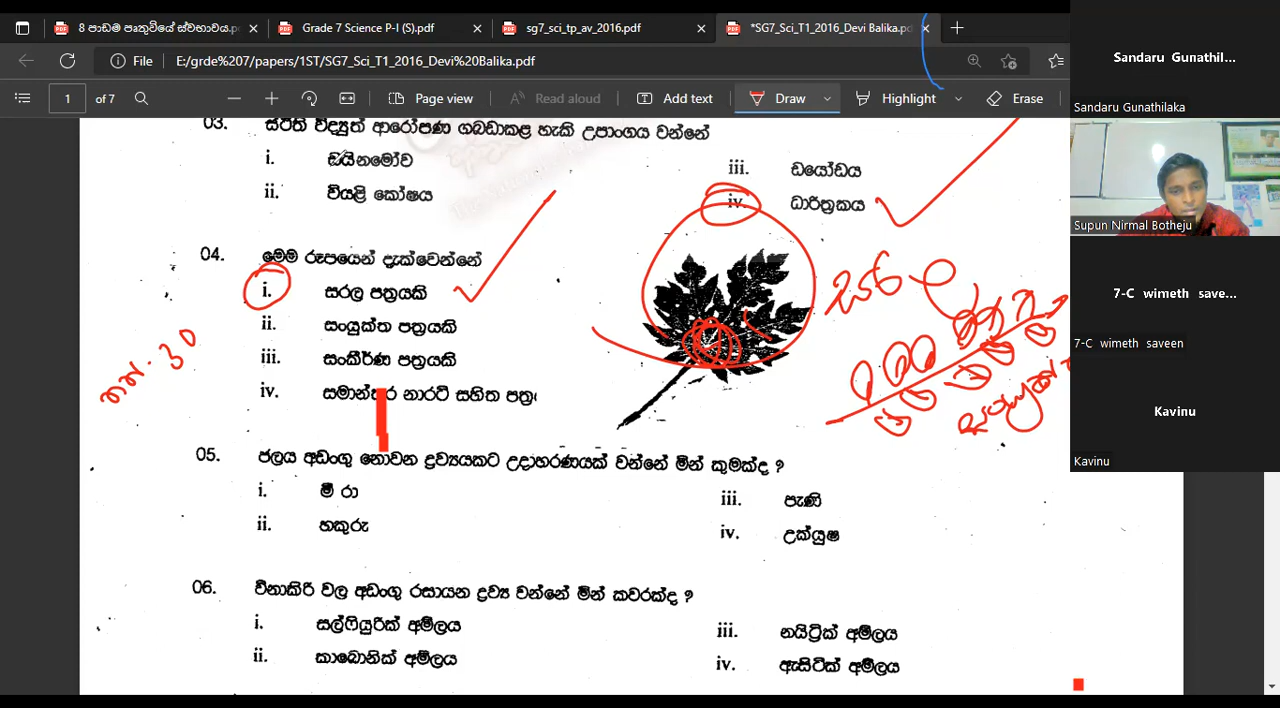 8 පාඩම පෘතුවියේ ස්වභාවය.pc
Grade 7 Science P-I (S).pdf
sg7_sci_tp_av_2016.pdf
*SG7_Sci_T1_2016_Devi Balika.pd
File
E:/grde%207/papers/1ST/SG7_Sci_T1_2016_Devi%20Balika.pdf
1 of 7
Page view
Read aloud
Add text
Draw
Highlight
Erase
03. ස්ථිති විද්‍යුත් ආරෝපණ ගබඩාකළ හැකි උපාංගය වන්නේ
i. ඩයිනමෝව
iii. ඩයෝඩය
ii. වියළි කෝෂය
iv. ධාරිත්‍රකය
04. මෙම රූපයෙන් දැක්වෙන්නේ
i. සරල පත්‍රයකි
ii. සංයුක්ත පත්‍රයකි
iii. සංකීර්ණ පත්‍රයකි
iv. සමාන්තර නාරටි සහිත පත්‍ර
සරල
05. ජලය අඩංගු නොවන ද්‍රව්‍යයකට උදාහරණයක් වන්නේ මින් කුමක්ද ?
i. මී රා
iii. පැණි
ii. හකුරු
iv. උක්යුෂ
06. විනාකිරි වල අඩංගු රසායන ද්‍රව්‍ය වන්නේ මින් කවරක්ද ?
i. සල්ෆියුරික් අම්ලය
iii. නයිට්‍රික් අම්ලය
ii. කාබොනික් අම්ලය
iv. ඇසිටික් අම්ලය
Sandaru Gunathil...
Sandaru Gunathilaka
Supun Nirmal Botheju
7-C wimeth save...
7-C wimeth saveen
Kavinu
Kavinu